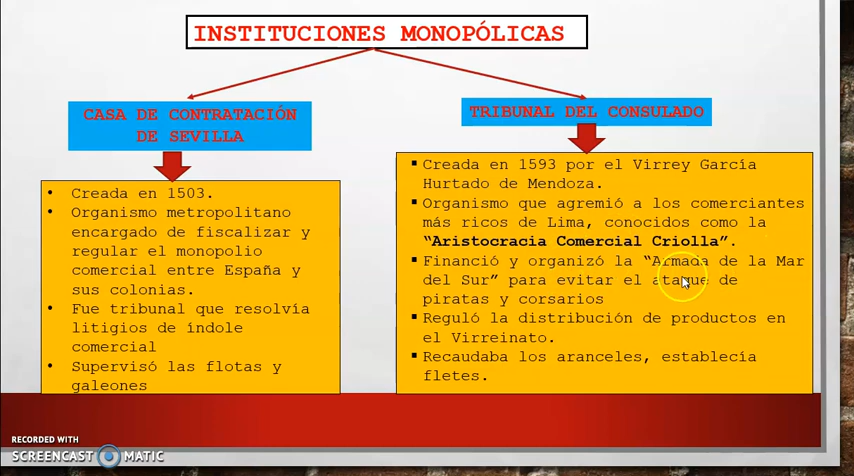 INSTITUCIONES MONOPÓLICAS
CASA DE CONTRATACIÓN
DE SEVILLA
• Creada en 1503.
• Organismo metropolitano
encargado de fiscalizar y
regular el monopolio
comercial entre España y
sus colonias.
• Fue tribunal que resolvía
litigios de índole
comercial
• Supervisó las flotas y
galeones
TRIBUNAL DEL CONSULADO
▪ Creada en 1593 por el Virrey García
Hurtado de Mendoza.
▪ Organismo que agremió a los comerciantes
más ricos de Lima, conocidos como la
“Aristocracia Comercial Criolla”.
▪ Financió y organizó la “Armada de la Mar
del Sur” para evitar el ataque de
piratas y corsarios
▪ Reguló la distribución de productos en
el Virreinato.
▪ Recaudaba los aranceles, establecía
fletes.
RECORDED WITH
SCREENCAST MATIC